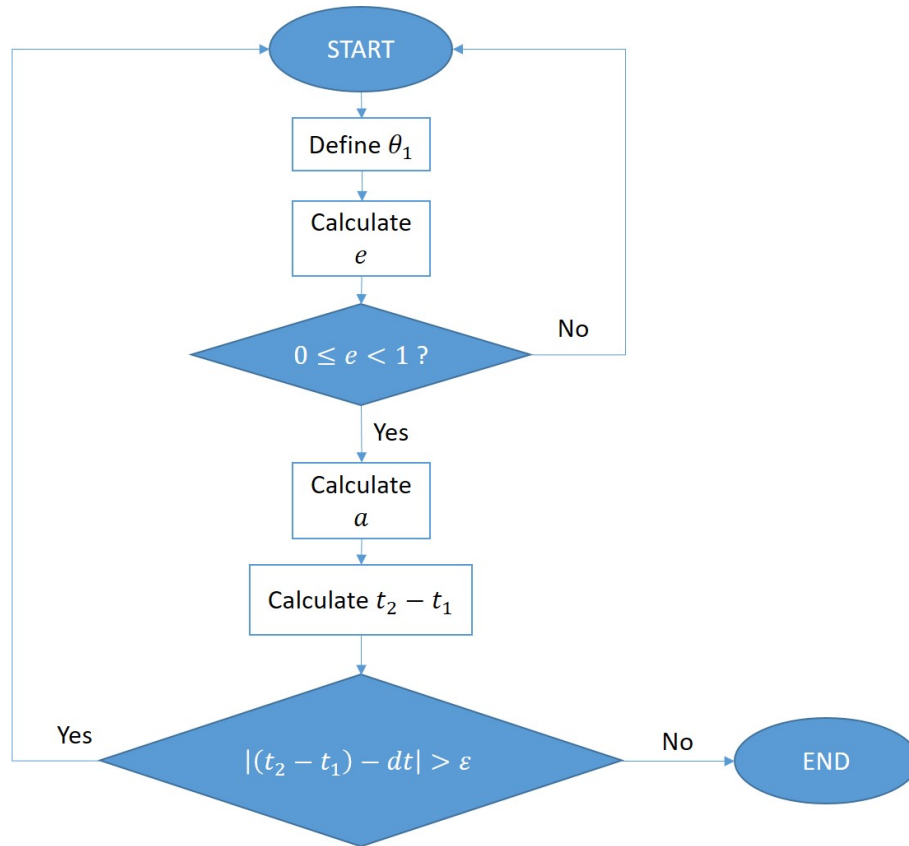 START
Define θ₁
Calculate
e
0 ≤ e < 1 ?
No
Yes
Calculate
a
Calculate t₂ − t₁
Yes
|(t₂ − t₁) − dt| > ε
No
END